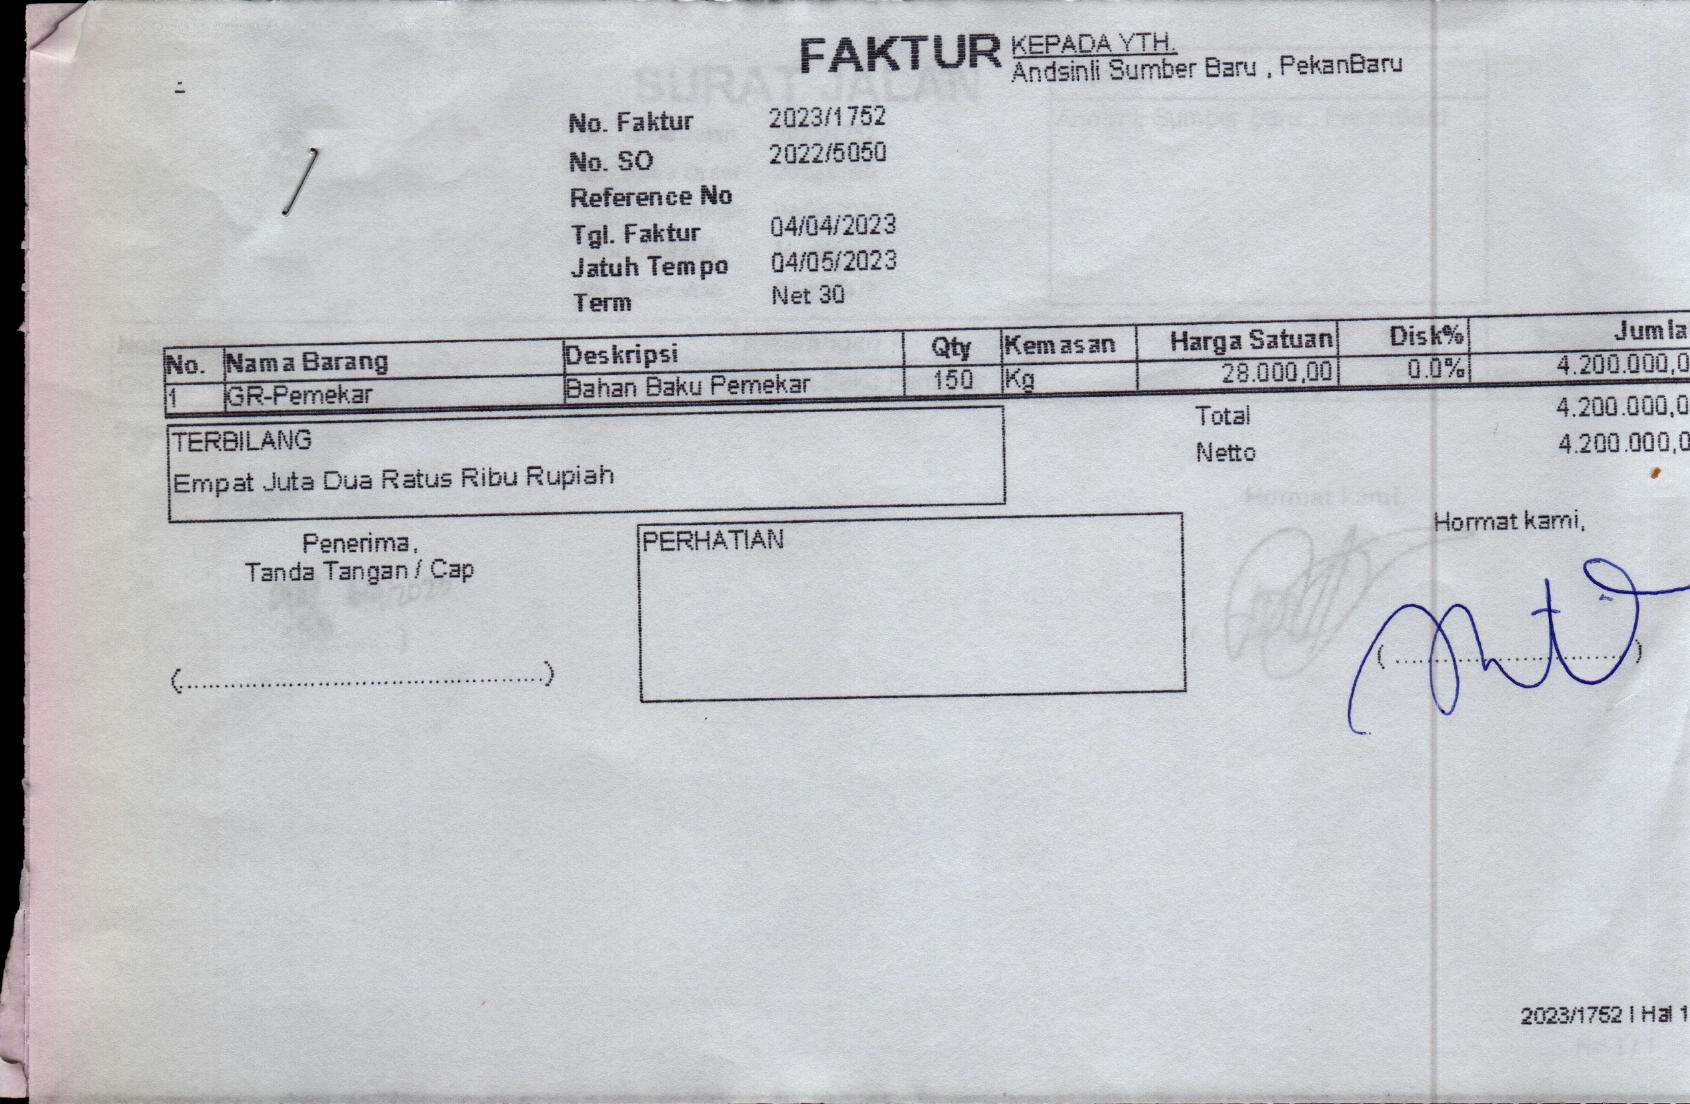 FAKTUR
KEPADA YTH.
Andsinli Sumber Baru , PekanBaru
No. Faktur 2023/1752
No. SO 2022/5050
Reference No
Tgl. Faktur 04/04/2023
Jatuh Tempo 04/05/2023
Term Net 30
No. Nama Barang Deskripsi Qty Kemasan Harga Satuan Disk% Jumla
1 GR-Pemekar Bahan Baku Pemekar 150 Kg 28.000,00 0.0% 4.200.000,0
Total 4.200.000,0
Netto 4.200.000,0
TERBILANG
Empat Juta Dua Ratus Ribu Rupiah
Penerima,
Tanda Tangan / Cap
(...............................................)
PERHATIAN
Hormat kami,
( ............................... )
2023/1752 | Hal 1
SURAT JALAN
Hormat kami,